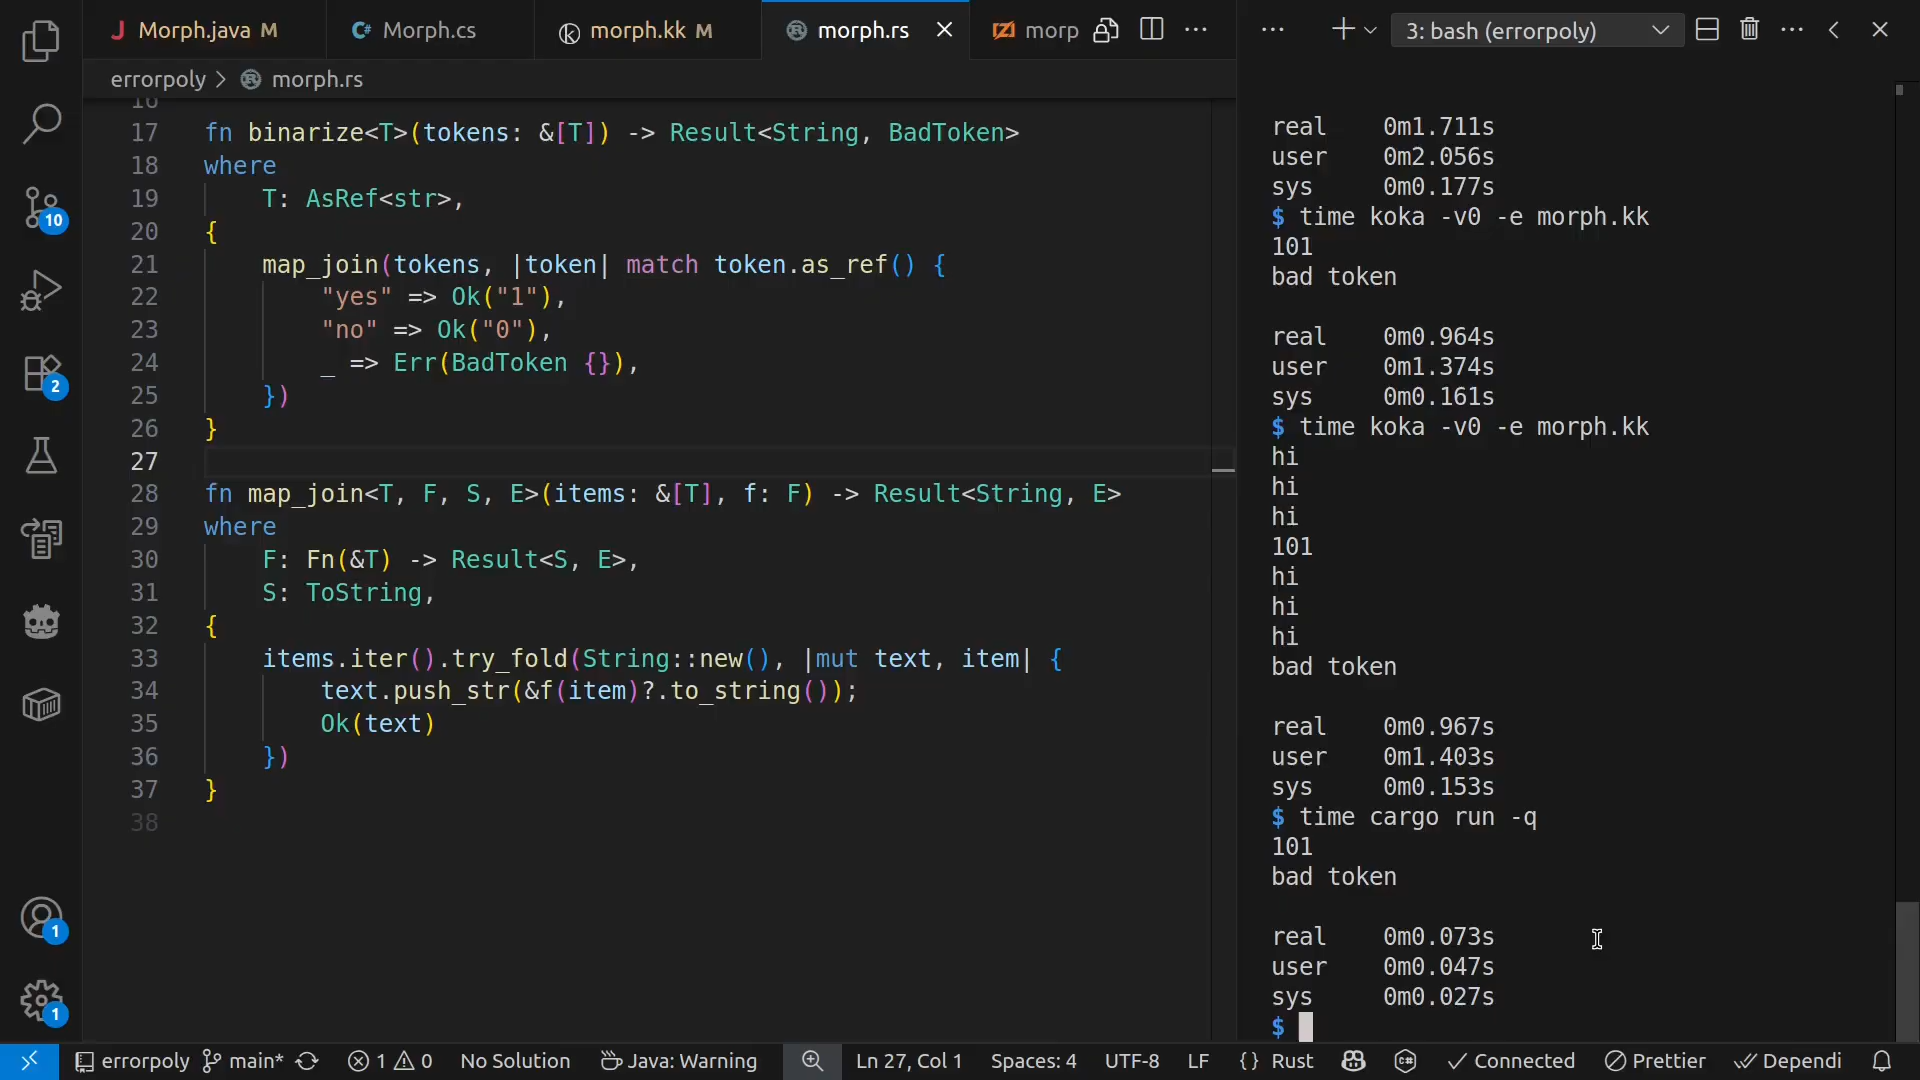 Morph.java M
Morph.cs
morph.kk M
morph.rs
morp
3: bash (errorpoly)
errorpoly > morph.rs
16
17 fn binarize<T>(tokens: &[T]) -> Result<String, BadToken>
18 where
19 T: AsRef<str>,
20 {
21 map_join(tokens, |token| match token.as_ref() {
22 "yes" => Ok("1"),
23 "no" => Ok("0"),
24 _ => Err(BadToken {}),
25 })
26 }
27
28 fn map_join<T, F, S, E>(items: &[T], f: F) -> Result<String, E>
29 where
30 F: Fn(&T) -> Result<S, E>,
31 S: ToString,
32 {
33 items.iter().try_fold(String::new(), |mut text, item| {
34 text.push_str(&f(item)?.to_string());
35 Ok(text)
36 })
37 }
38
10
2
1
1
real 0m1.711s
user 0m2.056s
sys 0m0.177s
$ time koka -v0 -e morph.kk
101
bad token
real 0m0.964s
user 0m1.374s
sys 0m0.161s
$ time koka -v0 -e morph.kk
hi
hi
hi
101
hi
hi
hi
bad token
real 0m0.967s
user 0m1.403s
sys 0m0.153s
$ time cargo run -q
101
bad token
real 0m0.073s
user 0m0.047s
sys 0m0.027s
$
errorpoly main* 1 0 No Solution Java: Warning Ln 27, Col 1 Spaces: 4 UTF-8 LF {} Rust Connected Prettier Dependi